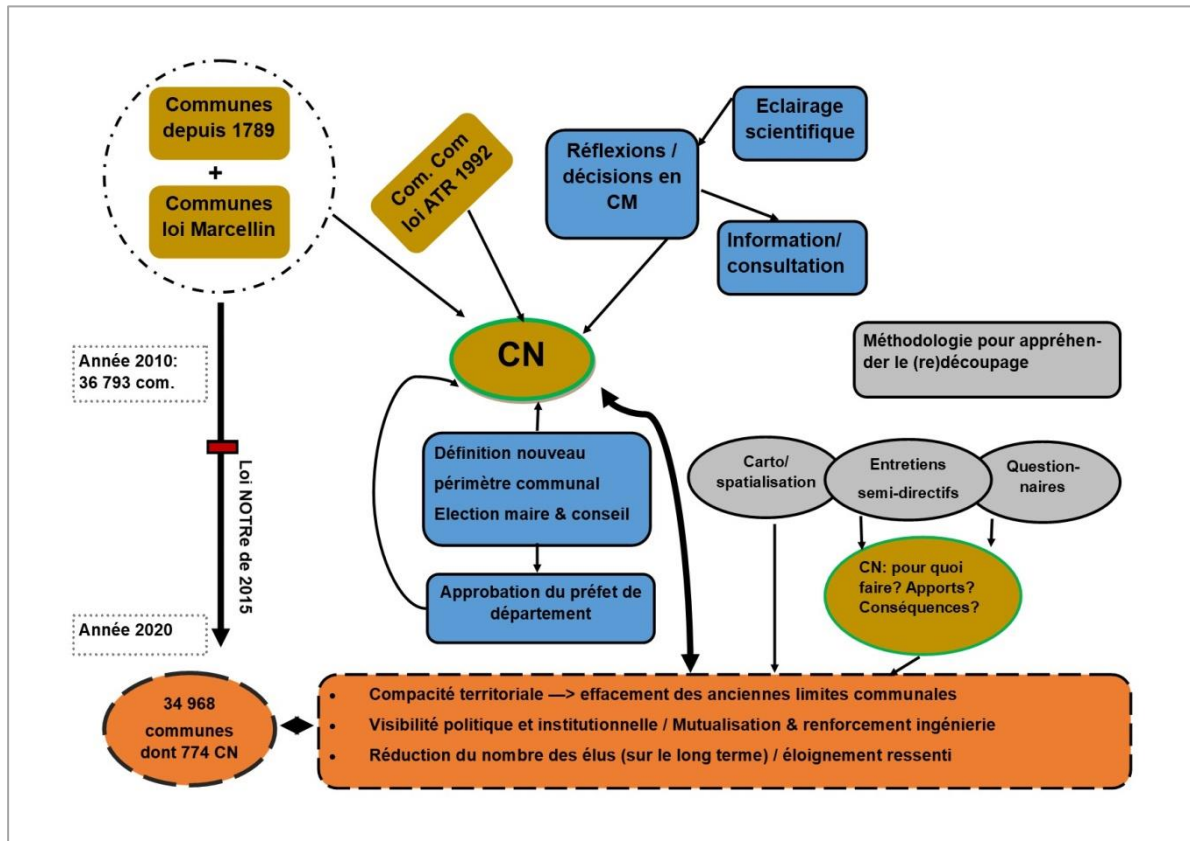 Communes
depuis 1789
+
Communes
loi Marcellin
Com. Com
loi ATR 1992
Réflexions /
décisions en
CM
Eclairage
scientifique
Information/
consultation
CN
Année 2010:
36 793 com.
Loi NOTRe de 2015
Année 2020
Définition nouveau
périmètre communal
Election maire & conseil
Approbation du préfet de
département
Méthodologie pour appréhen-
der le (re)découpage
Carto/
spatialisation
Entretiens
semi-directifs
Question-
naires
CN: pour quoi
faire? Apports?
Conséquences?
34 968
communes
dont 774 CN
• Compacité territoriale —> effacement des anciennes limites communales
• Visibilité politique et institutionnelle / Mutualisation & renforcement ingénierie
• Réduction du nombre des élus (sur le long terme) / éloignement ressenti